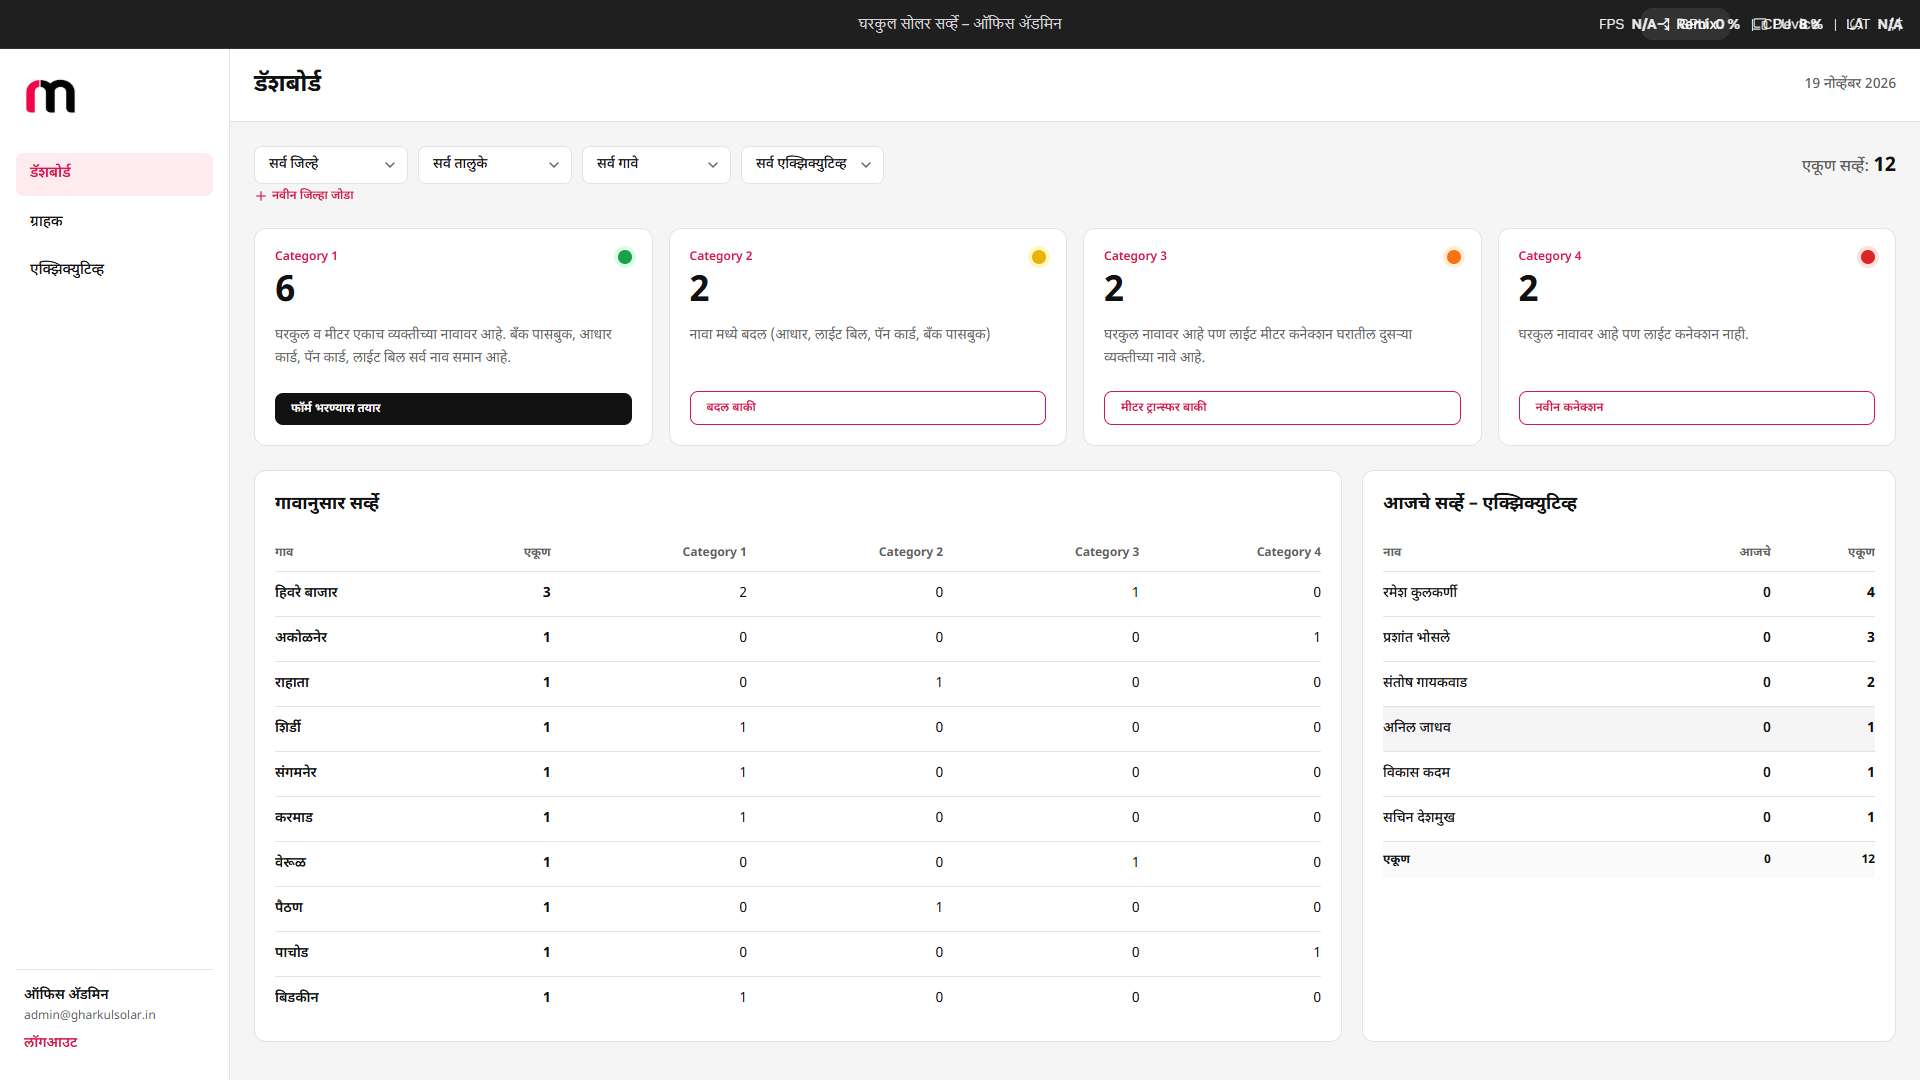 घरकुल सोलर सर्व्हे – ऑफिस ॲडमिन
FPS N/A
Remix
0 %
8 %
| LAT N/A
m
डॅशबोर्ड
ग्राहक
एक्झिक्युटिव्ह
ऑफिस ॲडमिन
admin@gharkulsolar.in
लॉगआउट
डॅशबोर्ड
19 नोव्हेंबर 2026
सर्व जिल्हे
सर्व तालुके
सर्व गावे
सर्व एक्झिक्युटिव्ह
एकूण सर्व्हे: 12
+ नवीन जिल्हा जोडा
Category 1
6
घरकुल व मीटर एकाच व्यक्तीच्या नावावर आहे. बँक पासबुक, आधार
कार्ड, पॅन कार्ड, लाईट बिल सर्व नाव समान आहे.
फॉर्म भरण्यास तयार
Category 2
2
नावा मध्ये बदल (आधार, लाईट बिल, पॅन कार्ड, बँक पासबुक)
बदल बाकी
Category 3
2
घरकुल नावावर आहे पण लाईट मीटर कनेक्शन घरातील दुसऱ्या
व्यक्तीच्या नावे आहे.
मीटर ट्रान्स्फर बाकी
Category 4
2
घरकुल नावावर आहे पण लाईट कनेक्शन नाही.
नवीन कनेक्शन
गावानुसार सर्व्हे
गाव एकूण Category 1 Category 2 Category 3 Category 4
हिवरे बाजार 3 2 0 1 0
अकोळनेर 1 0 0 0 1
राहाता 1 0 1 0 0
शिर्डी 1 1 0 0 0
संगमनेर 1 1 0 0 0
करमाड 1 1 0 0 0
वेरूळ 1 0 0 1 0
पैठण 1 0 1 0 0
पाचोड 1 0 0 0 1
बिडकीन 1 1 0 0 0
आजचे सर्व्हे – एक्झिक्युटिव्ह
नाव आजचे एकूण
रमेश कुलकर्णी 0 4
प्रशांत भोसले 0 3
संतोष गायकवाड 0 2
अनिल जाधव 0 1
विकास कदम 0 1
सचिन देशमुख 0 1
एकूण 0 12